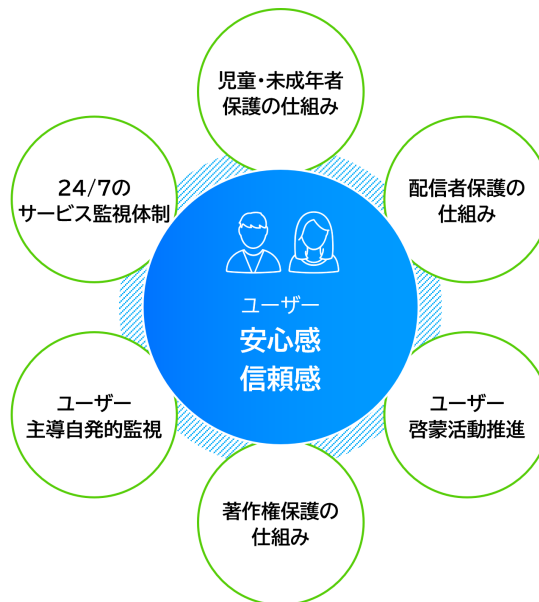 児童・未成年者
保護の仕組み
24/7の
サービス監視体制
配信者保護の
仕組み
ユーザー
安心感
信頼感
ユーザー
主導自発的監視
ユーザー
啓蒙活動推進
著作権保護の
仕組み